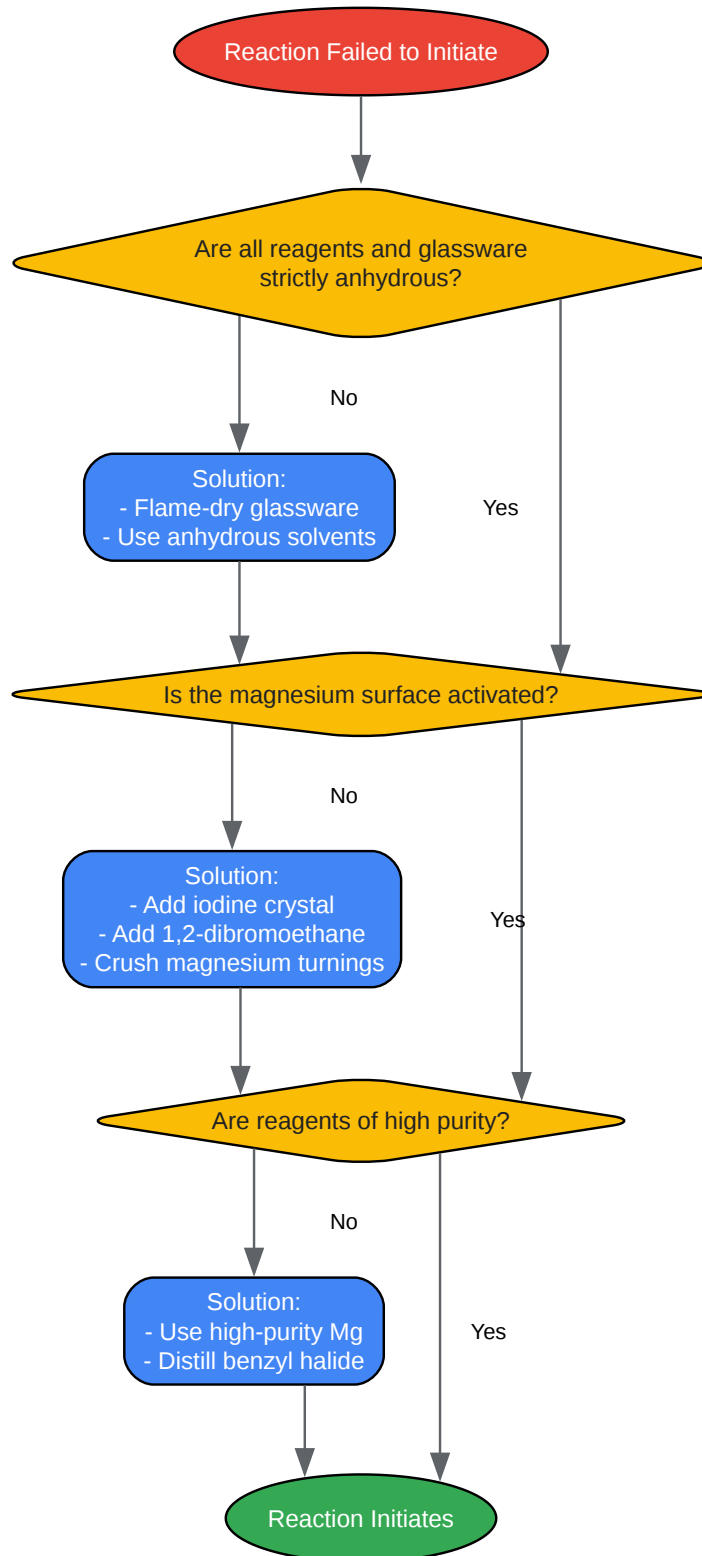 Reaction Failed to Initiate
Are all reagents and glassware
strictly anhydrous?
No
Solution:
- Flame-dry glassware
- Use anhydrous solvents
Yes
Is the magnesium surface activated?
No
Solution:
- Add iodine crystal
- Add 1,2-dibromoethane
- Crush magnesium turnings
Yes
Are reagents of high purity?
No
Solution:
- Use high-purity Mg
- Distill benzyl halide
Yes
Reaction Initiates